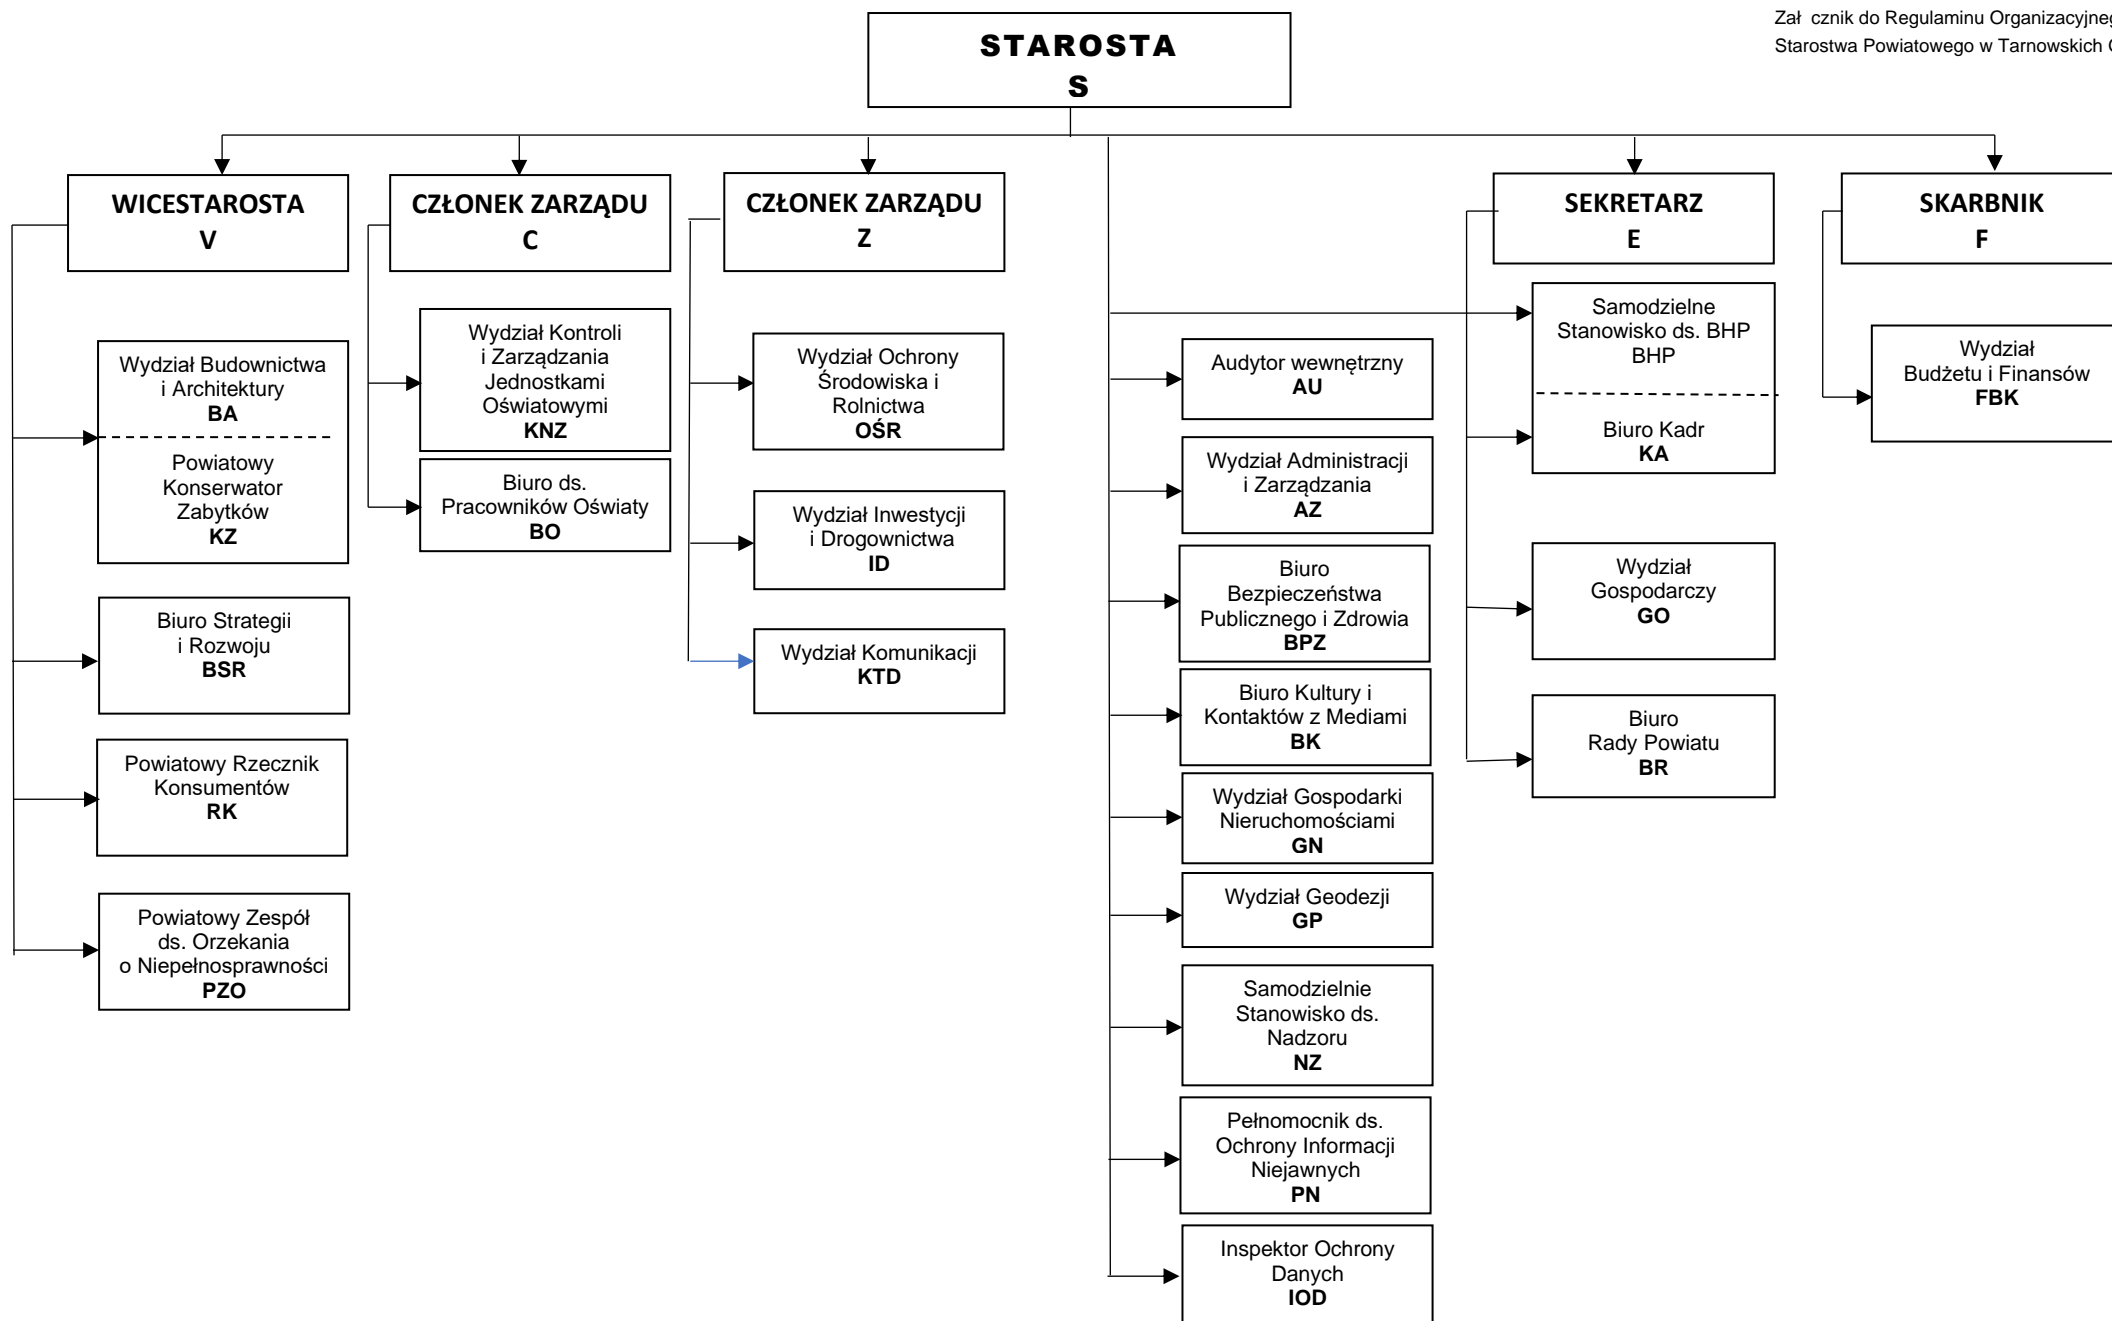 Zał cznik do Regulaminu Organizacyjneg
Starostwa Powiatowego w Tarnowskich
STAROSTA
S
WICESTAROSTA
V
CZŁONEK ZARZĄDU
C
CZŁONEK ZARZĄDU
Z
SEKRETARZ
E
SKARBNIK
F
Wydział Budownictwa
i Architektury
BA
Powiatowy
Konserwator
Zabytków
KZ
Biuro Strategii
i Rozwoju
BSR
Powiatowy Rzecznik
Konsumentów
RK
Powiatowy Zespół
ds. Orzekania
o Niepełnosprawności
PZO
Wydział Kontroli
i Zarządzania
Jednostkami
Oświatowymi
KNZ
Biuro ds.
Pracowników Oświaty
BO
Wydział Ochrony
Środowiska i
Rolnictwa
OŚR
Wydział Inwestycji
i Drogownictwa
ID
Wydział Komunikacji
KTD
Audytor wewnętrzny
AU
Wydział Administracji
i Zarządzania
AZ
Biuro
Bezpieczeństwa
Publicznego i Zdrowia
BPZ
Biuro Kultury i
Kontaktów z Mediami
BK
Wydział Gospodarki
Nieruchomościami
GN
Wydział Geodezji
GP
Samodzielnie
Stanowisko ds.
Nadzoru
NZ
Pełnomocnik ds.
Ochrony Informacji
Niejawnych
PN
Inspektor Ochrony
Danych
IOD
Samodzielne
Stanowisko ds. BHP
BHP
Biuro Kadr
KA
Wydział
Gospodarczy
GO
Biuro
Rady Powiatu
BR
Wydział
Budżetu i Finansów
FBK